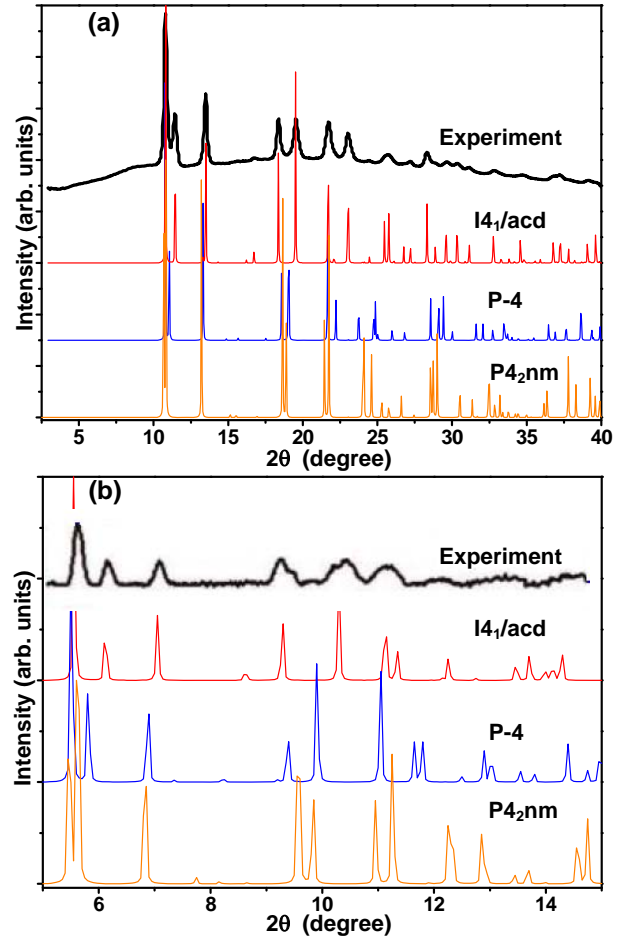 (a)
Experiment
I4₁/acd
P-4
P4₂nm
Intensity (arb. units)
5 10 15 20 25 30 35 40
2θ (degree)
(b)
Experiment
I4₁/acd
P-4
P4₂nm
Intensity (arb. units)
6 8 10 12 14
2θ (degree)